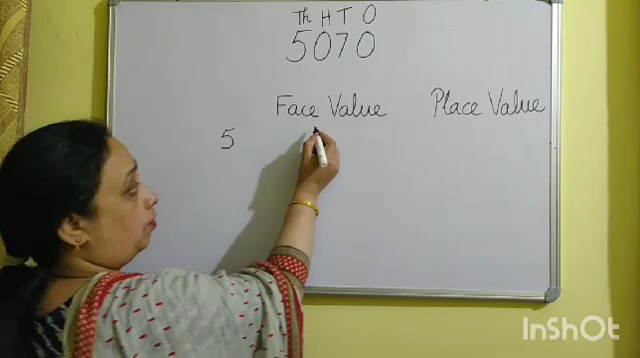 Th H T O
5070
Face Value Place Value
5
InShOt